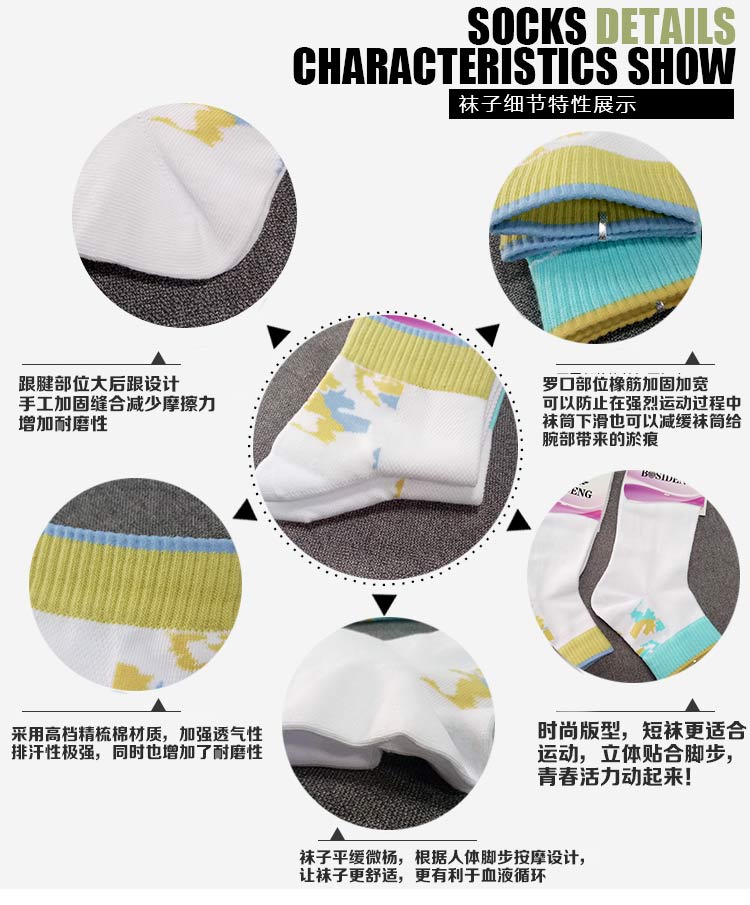 SOCKS DETAILS
CHARACTERISTICS SHOW
袜子细节特性展示
跟腱部位大后跟设计
手工加固缝合减少摩擦力
增加耐磨性
罗口部位橡筋加固加宽
可以防止在强烈运动过程中
袜筒下滑也可以减缓袜筒给
腕部带来的淤痕
ENG
B SIDEN
采用高档精梳棉材质，加强透气性
排汗性极强，同时也增加了耐磨性
时尚版型，短袜更适合
运动，立体贴合脚步，
青春活力动起来！
袜子平缓微杨，根据人体脚步按摩设计，
让袜子更舒适，更有利于血液循环